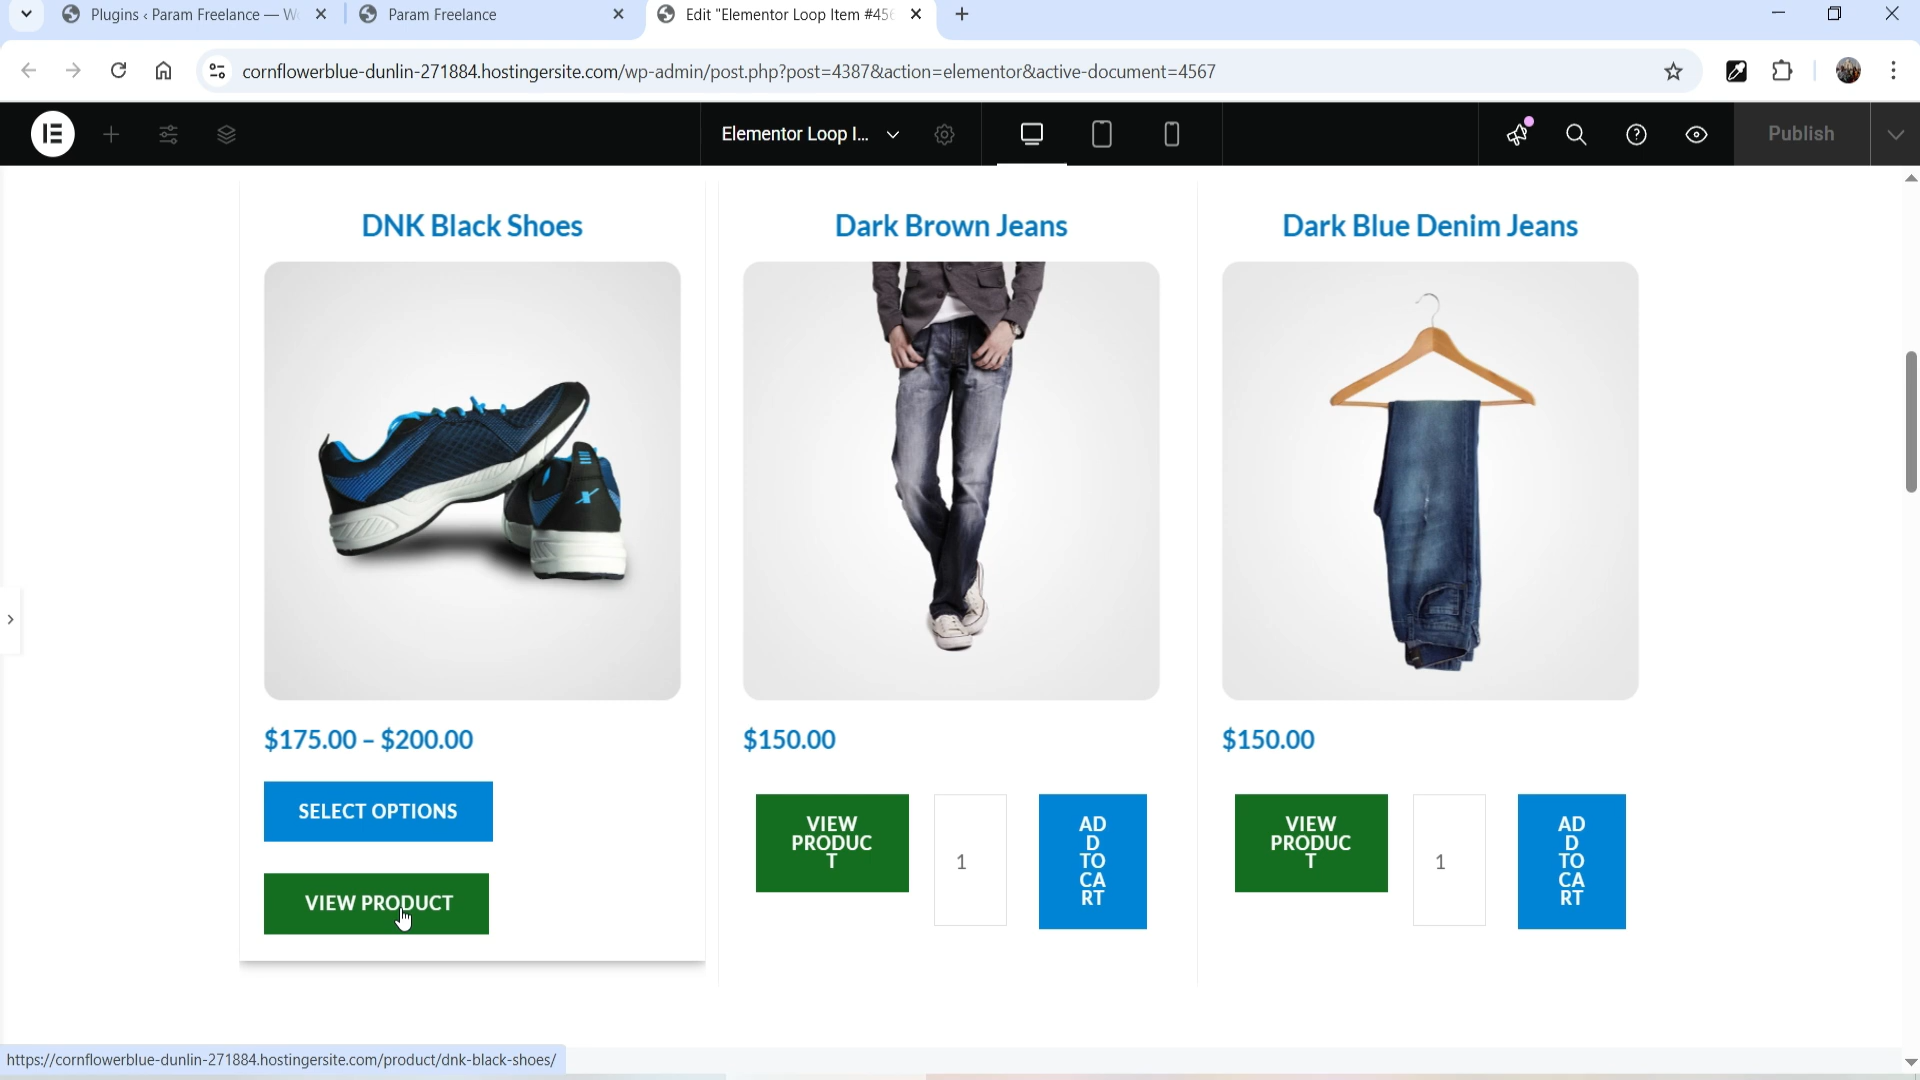 Plugins ‹ Param Freelance — W
Param Freelance
Edit "Elementor Loop Item #456
cornflowerblue-dunlin-271884.hostingersite.com/wp-admin/post.php?post=4387&action=elementor&active-document=4567
Elementor Loop I...
Publish
DNK Black Shoes
Dark Brown Jeans
Dark Blue Denim Jeans
$175.00 – $200.00
$150.00
$150.00
SELECT OPTIONS
VIEW PRODUCT
VIEW
PRODUC
T
1
AD
D
TO
CA
RT
VIEW
PRODUC
T
1
AD
D
TO
CA
RT
https://cornflowerblue-dunlin-271884.hostingersite.com/product/dnk-black-shoes/